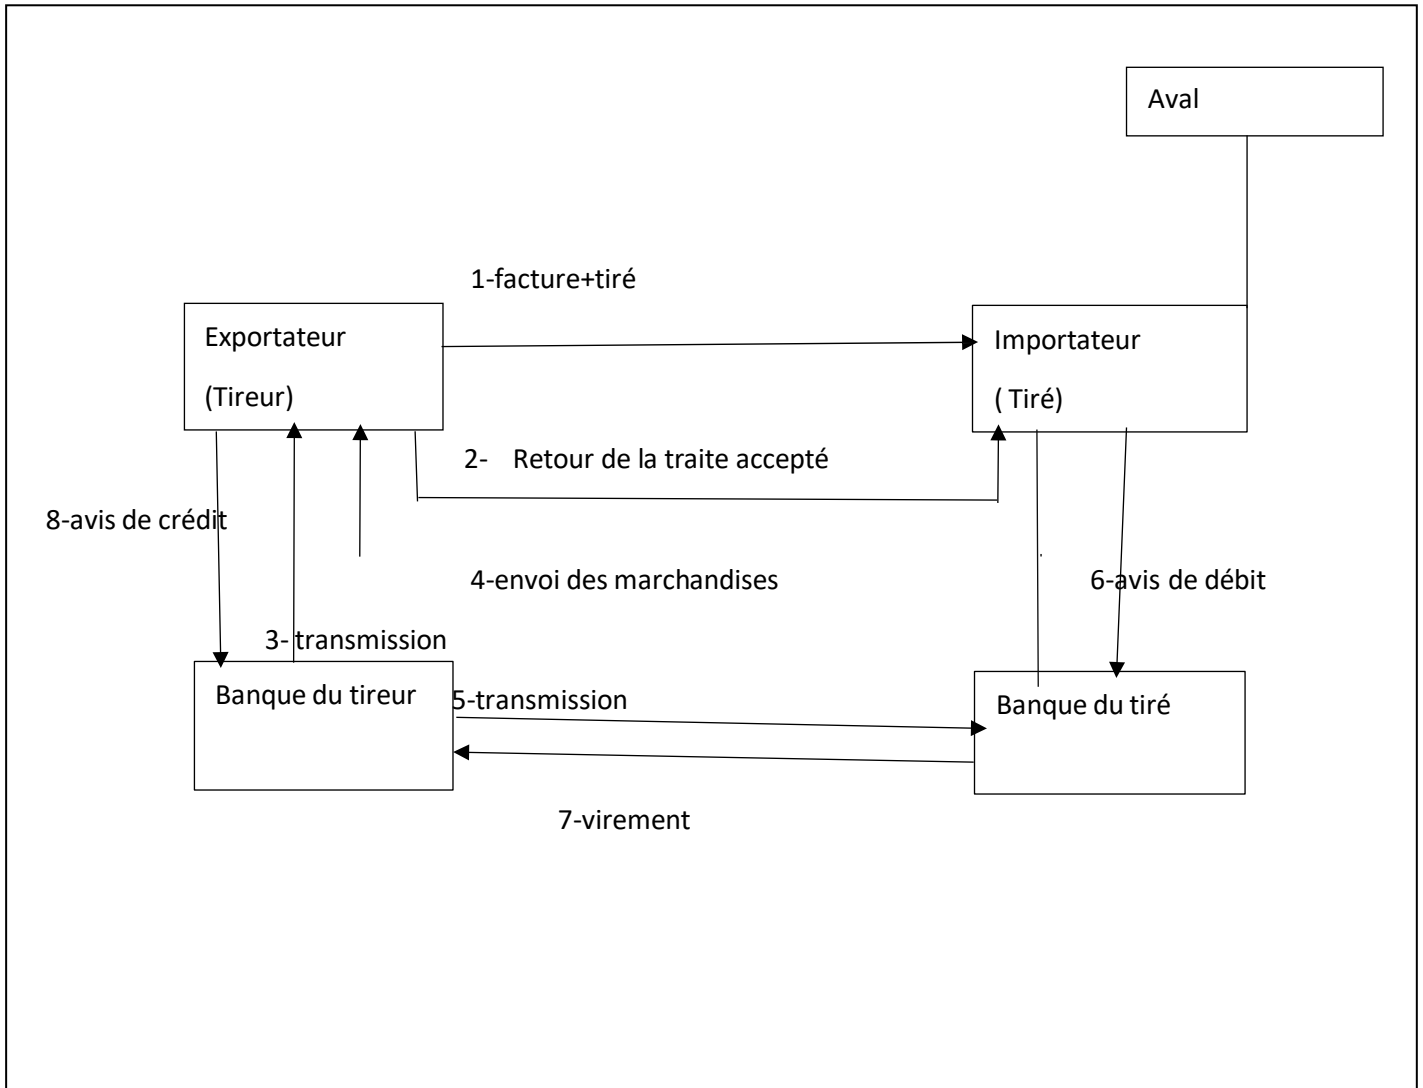 Aval
1-facture+tiré
Exportateur
(Tireur)
Importateur
( Tiré)
2- Retour de la traite accepté
8-avis de crédit
4-envoi des marchandises
6-avis de débit
3- transmission
Banque du tireur
5-transmission
Banque du tiré
7-virement